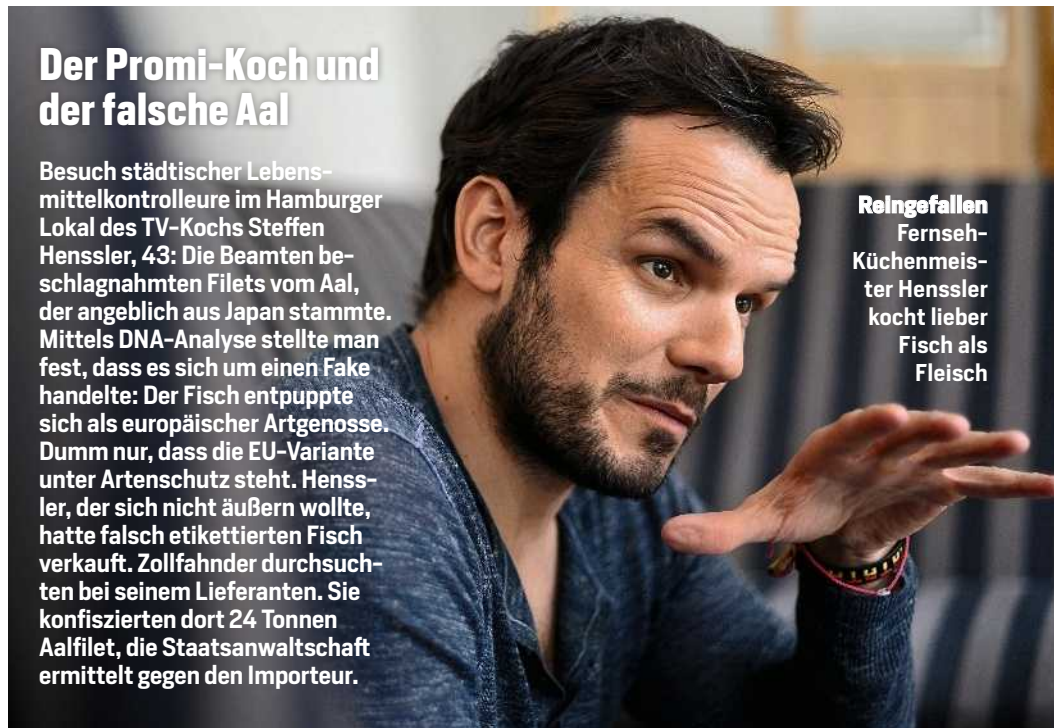 Der Promi-Koch und
der falsche Aal
Besuch städtischer Lebens-
mittelkontrolleure im Hamburger
Lokal des TV-Kochs Steffen
Henssler, 43: Die Beamten be-
schlagnahmten Filets vom Aal,
der angeblich aus Japan stammte.
Mittels DNA-Analyse stellte man
fest, dass es sich um einen Fake
handelte: Der Fisch entpuppte
sich als europäischer Artgenosse.
Dumm nur, dass die EU-Variante
unter Artenschutz steht. Henss-
ler, der sich nicht äußern wollte,
hatte falsch etikettierten Fisch
verkauft. Zollfahnder durchsuch-
ten bei seinem Lieferanten. Sie
konfiszierten dort 24 Tonnen
Aalfilet, die Staatsanwaltschaft
ermittelt gegen den Importeur.
Reingefallen
Fernseh-
Küchenmeis-
ter Henssler
kocht lieber
Fisch als
Fleisch